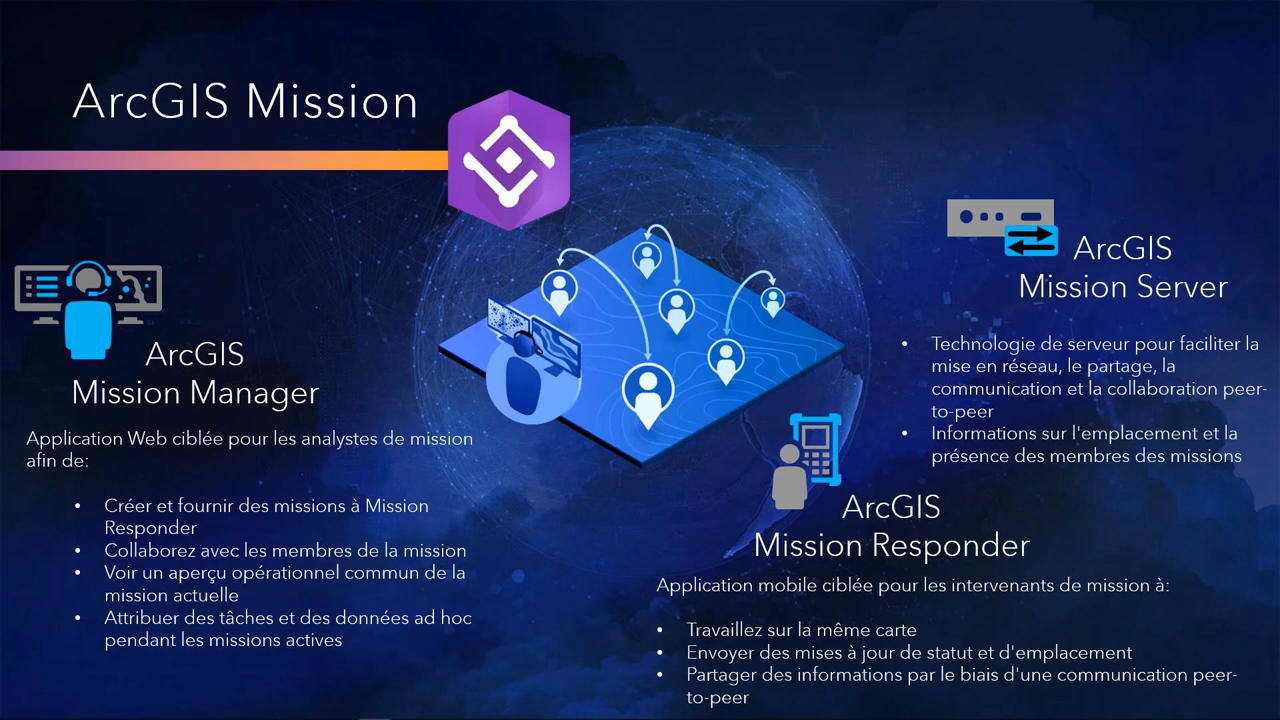 ArcGIS Mission
ArcGIS
Mission Manager
Application Web ciblée pour les analystes de mission
afin de:
• Créer et fournir des missions à Mission
Responder
• Collaborez avec les membres de la mission
• Voir un aperçu opérationnel commun de la
mission actuelle
• Attribuer des tâches et des données ad hoc
pendant les missions actives
ArcGIS
Mission Server
• Technologie de serveur pour faciliter la
mise en réseau, le partage, la
communication et la collaboration peer-
to-peer
• Informations sur l'emplacement et la
présence des membres des missions
ArcGIS
Mission Responder
Application mobile ciblée pour les intervenants de mission à:
• Travaillez sur la même carte
• Envoyer des mises à jour de statut et d'emplacement
• Partager des informations par le biais d'une communication peer-
to-peer